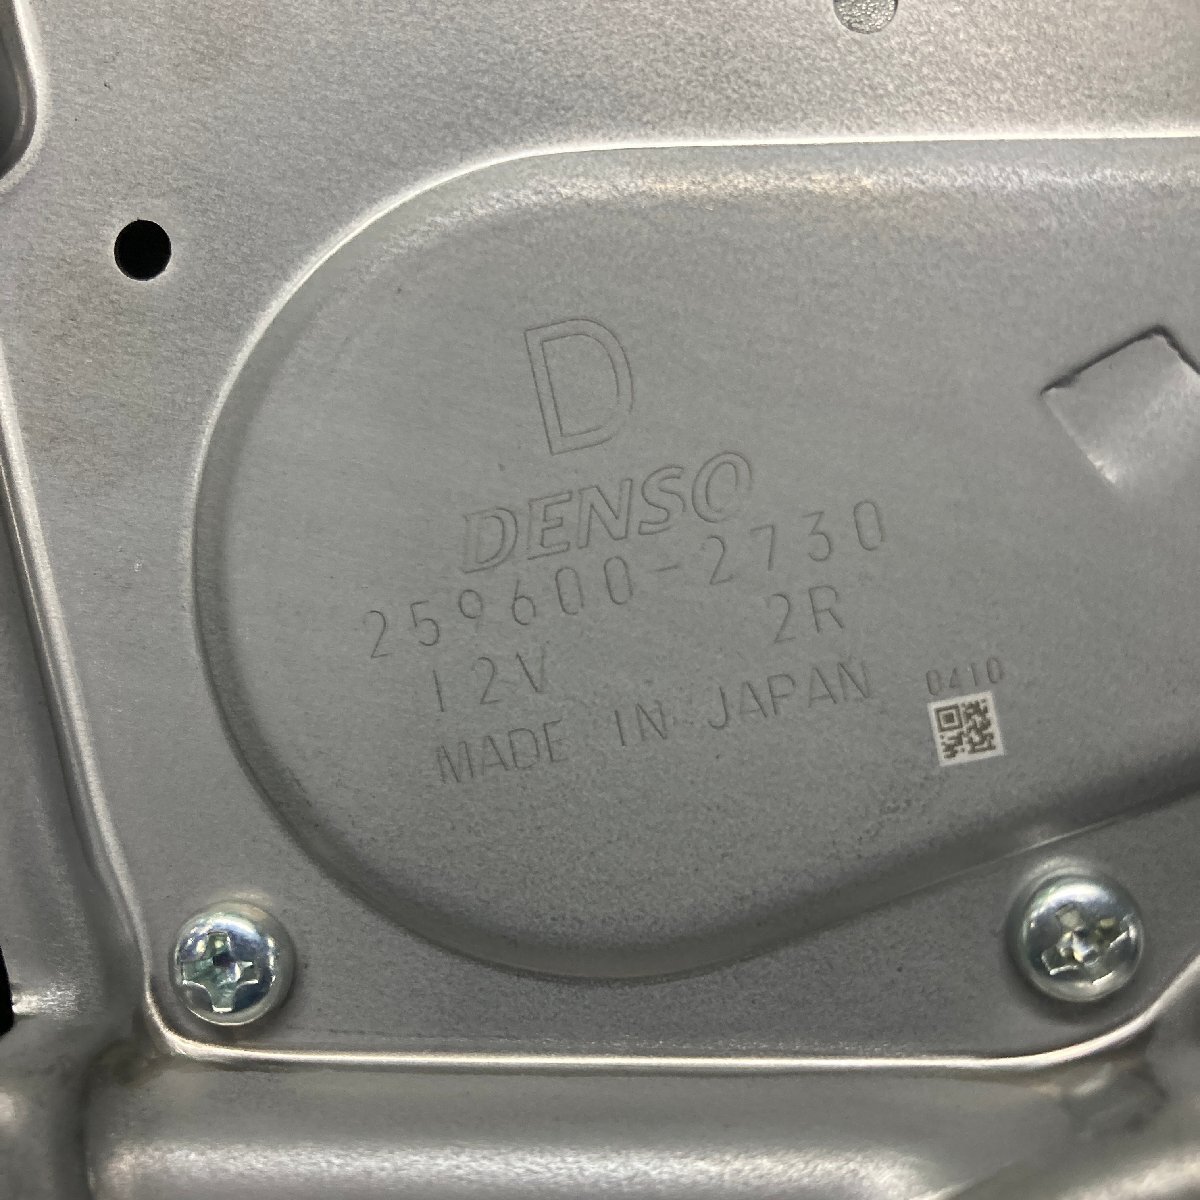 D
DENSO
259600-2730
12V 2R
MADE IN JAPAN 0410